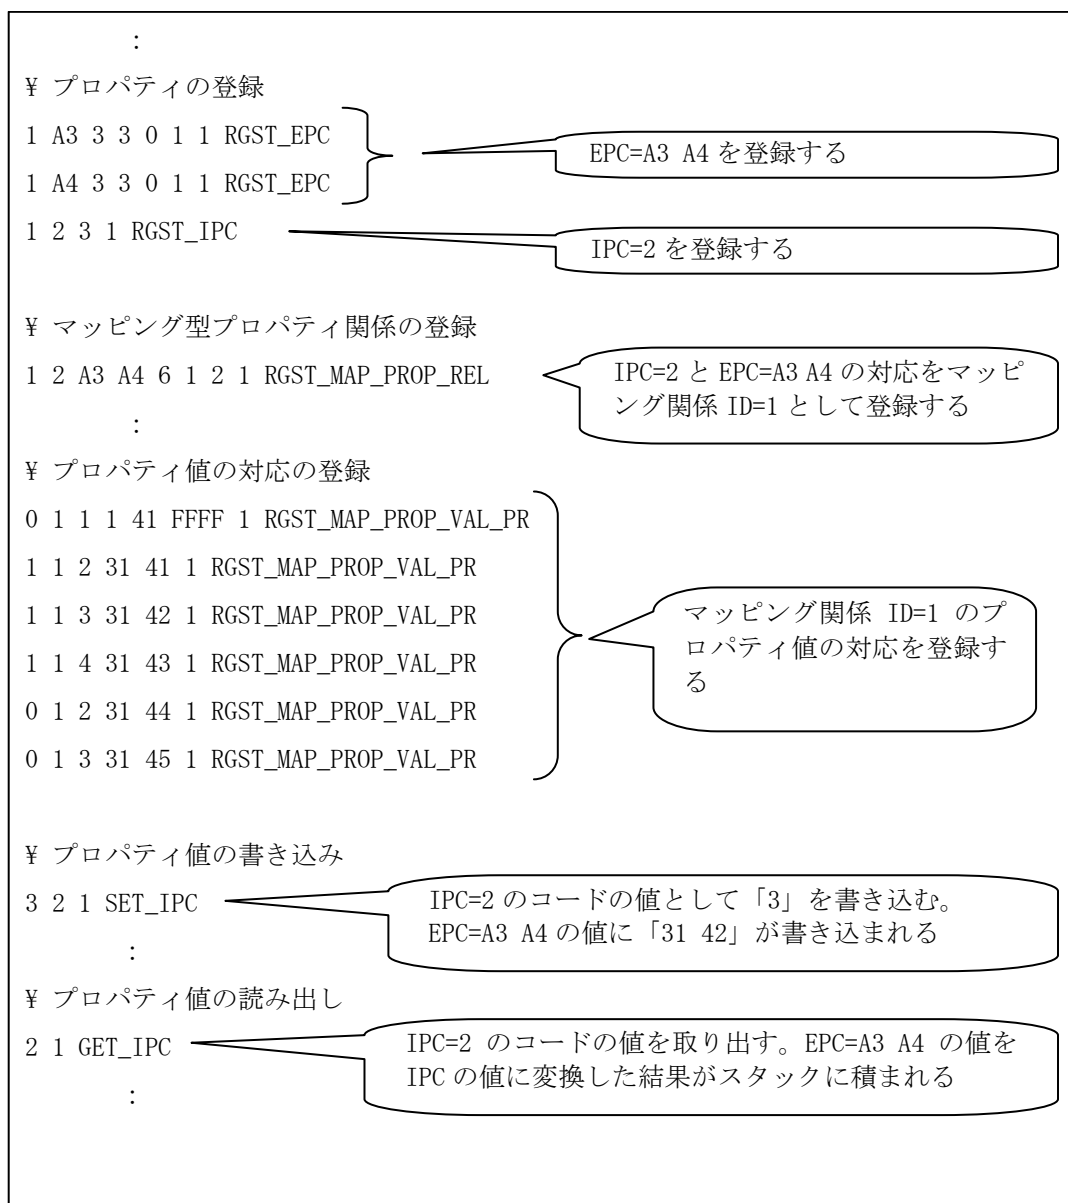 :
¥ プロパティの登録
1 A3 3 3 0 1 1 RGST_EPC
1 A4 3 3 0 1 1 RGST_EPC
EPC=A3 A4 を登録する
1 2 3 1 RGST_IPC
IPC=2 を登録する
¥ マッピング型プロパティ関係の登録
1 2 A3 A4 6 1 2 1 RGST_MAP_PROP_REL
IPC=2 と EPC=A3 A4 の対応をマッピ
ング関係 ID=1 として登録する
:
¥ プロパティ値の対応の登録
0 1 1 1 41 FFFF 1 RGST_MAP_PROP_VAL_PR
1 1 2 31 41 1 RGST_MAP_PROP_VAL_PR
1 1 3 31 42 1 RGST_MAP_PROP_VAL_PR
1 1 4 31 43 1 RGST_MAP_PROP_VAL_PR
0 1 2 31 44 1 RGST_MAP_PROP_VAL_PR
0 1 3 31 45 1 RGST_MAP_PROP_VAL_PR
マッピング関係 ID=1 のプ
ロパティ値の対応を登録す
る
¥ プロパティ値の書き込み
3 2 1 SET_IPC
IPC=2 のコードの値として「3」を書き込む。
EPC=A3 A4 の値に「31 42」が書き込まれる
:
¥ プロパティ値の読み出し
2 1 GET_IPC
IPC=2 のコードの値を取り出す。EPC=A3 A4 の値を
IPC の値に変換した結果がスタックに積まれる
: